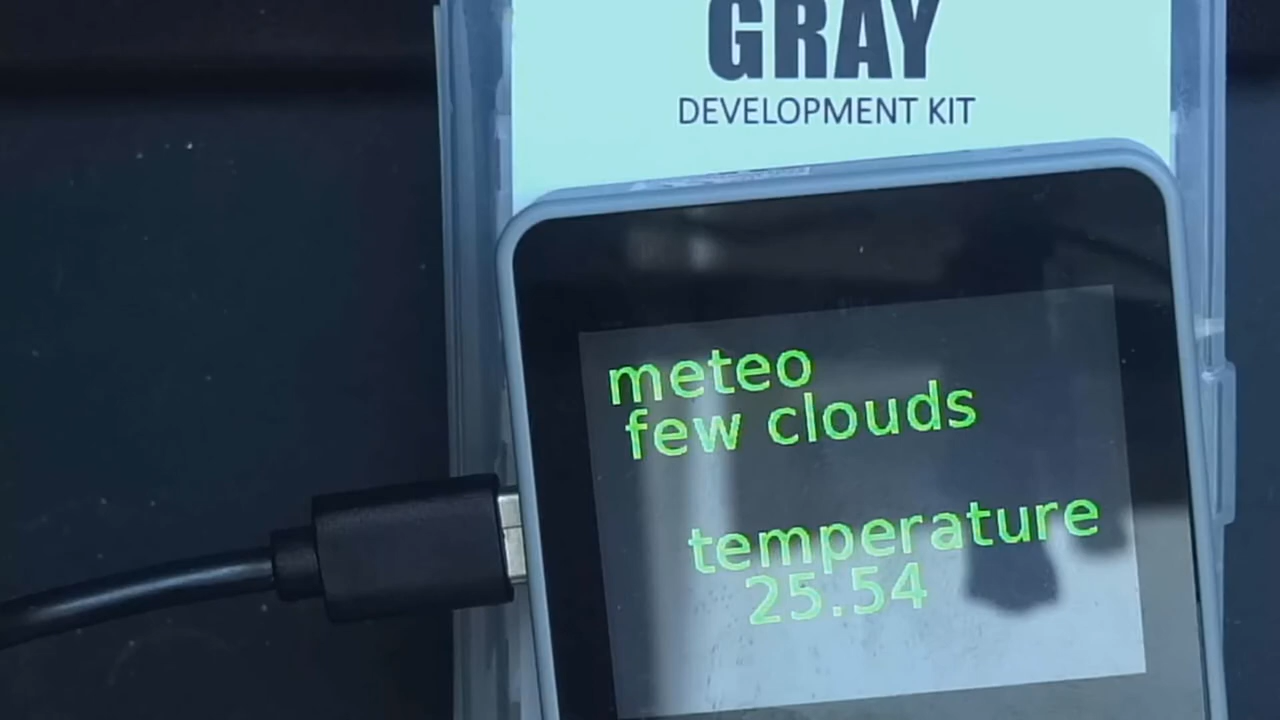 GRAY
DEVELOPMENT KIT
meteo
few clouds
temperature
25.54